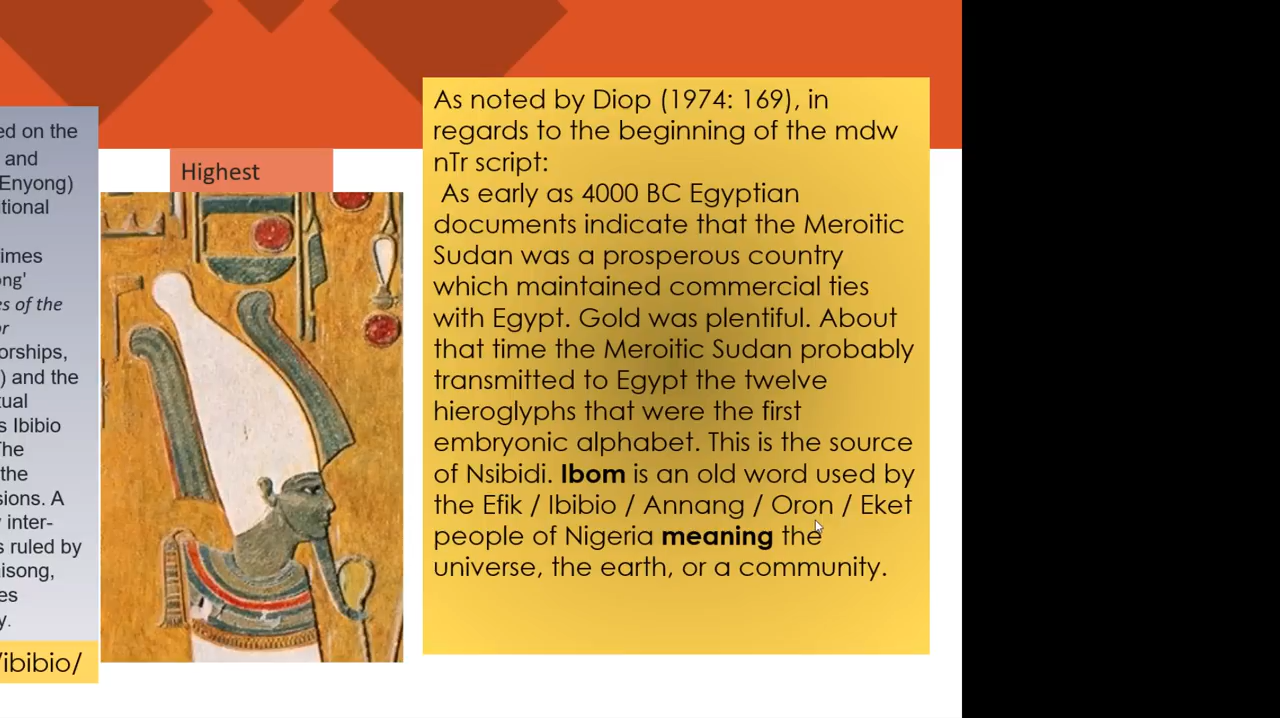 ed on the
and
Enyong)
itional
imes
ong'
es of the
or
orships,
) and the
tual
s Ibibio
The
the
sions. A
y inter-
s ruled by
isong,
es
y.
/ibibio/
Highest
As noted by Diop (1974: 169), in
regards to the beginning of the mdw
nTr script:
As early as 4000 BC Egyptian
documents indicate that the Meroitic
Sudan was a prosperous country
which maintained commercial ties
with Egypt. Gold was plentiful. About
that time the Meroitic Sudan probably
transmitted to Egypt the twelve
hieroglyphs that were the first
embryonic alphabet. This is the source
of Nsibidi. Ibom is an old word used by
the Efik / Ibibio / Annang / Oron / Eket
people of Nigeria meaning the
universe, the earth, or a community.